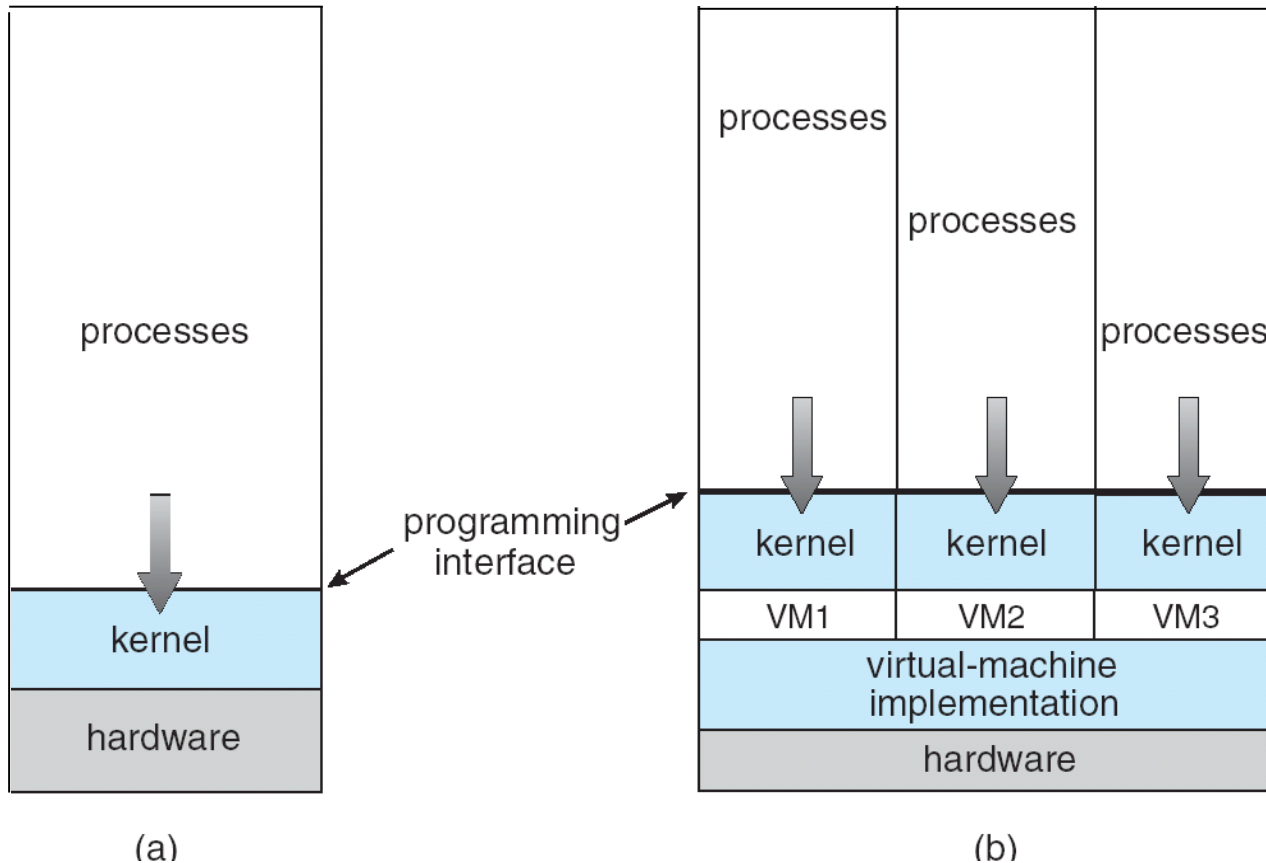 processes
kernel
hardware
(a)
programming
interface
processes
processes
processes
kernel
kernel
kernel
VM1
VM2
VM3
virtual-machine
implementation
hardware
(b)